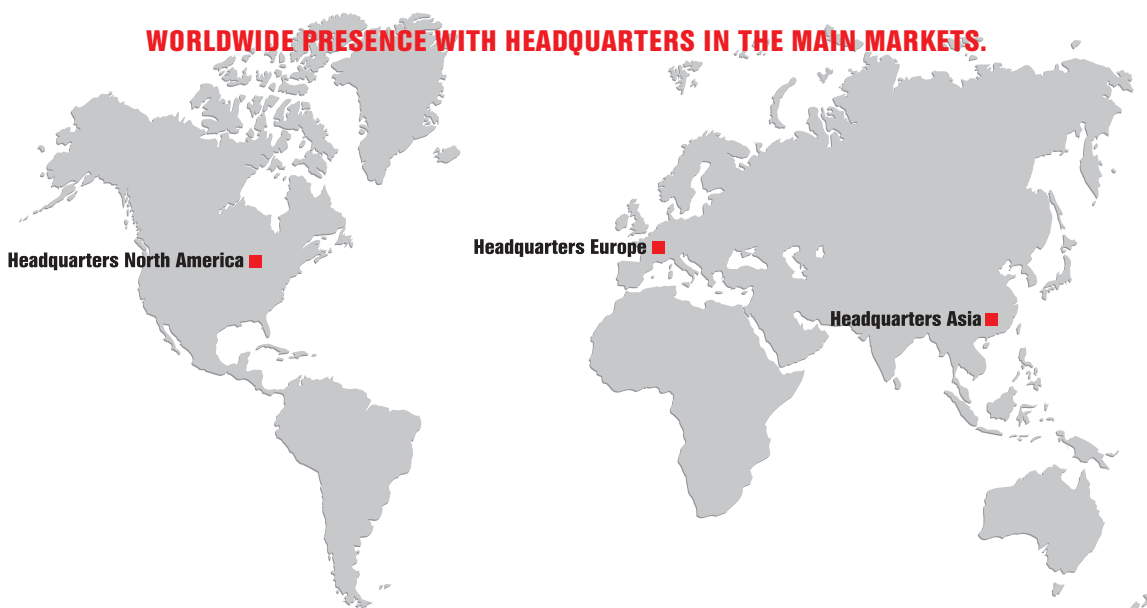 WORLDWIDE PRESENCE WITH HEADQUARTERS IN THE MAIN MARKETS.
Headquarters Europe
Headquarters North America
Headquarters Asia